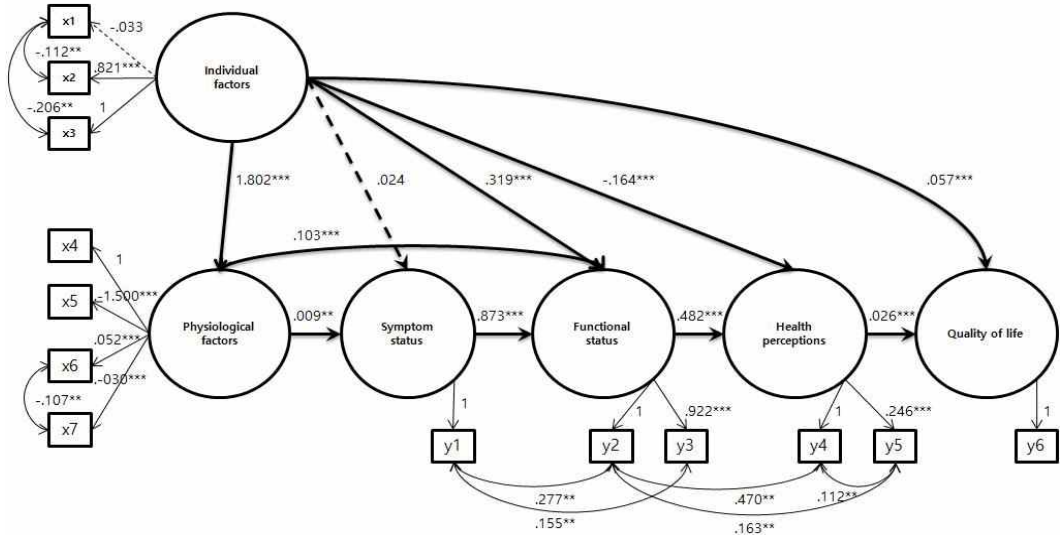 x1
-.033
-.112**
x2
.821***
Individual
factors
-.206**
1
x3
1.802***
.024
.319***
-.164***
.057***
x4
.103***
1
x5
-1.500***
Physiological
factors
.009**
Symptom
status
.873***
Functional
status
.482***
Health
perceptions
.026***
Quality of life
x6
.052***
.-030***
-.107**
x7
1
1
.922***
1
.246***
1
y1
y2
y3
y4
y5
y6
.277**
.470**
.112**
.155**
.163**